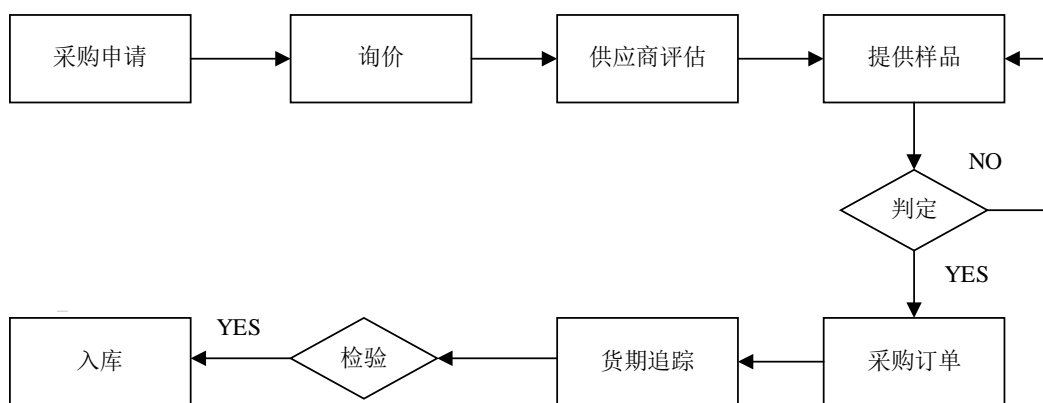 采购申请
询价
供应商评估
提供样品
NO
判定
YES
YES
入库
检验
货期追踪
采购订单